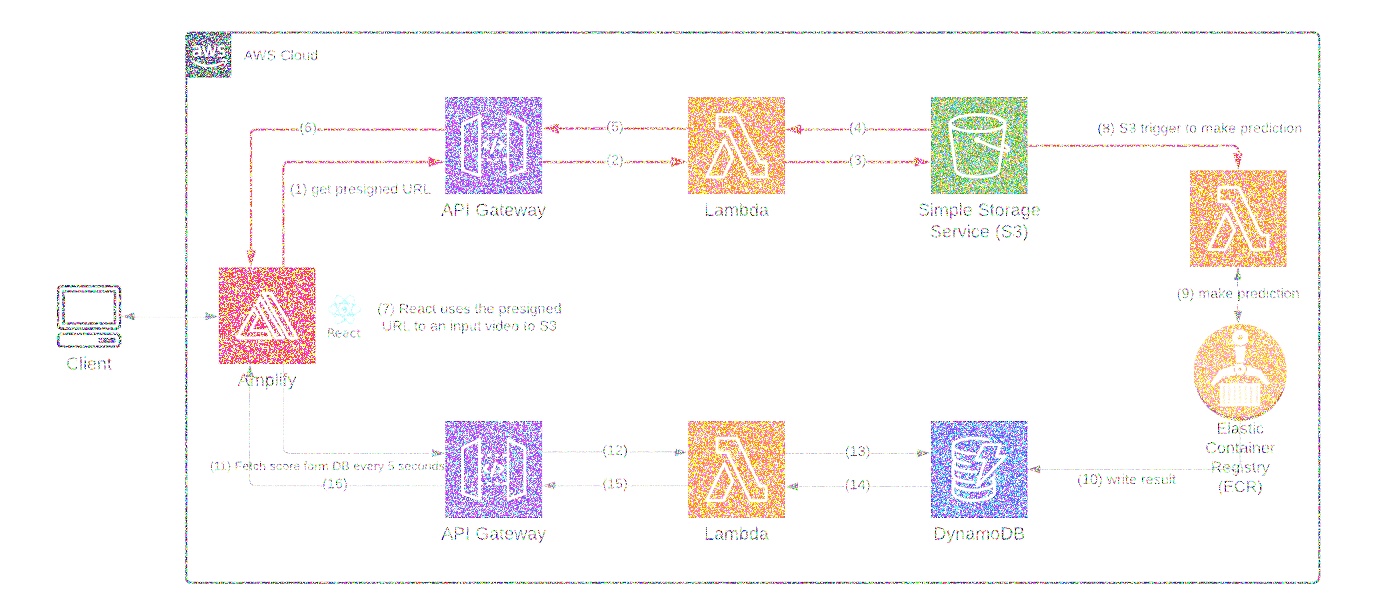 aws
AWS Cloud
(6)
(5)
(4)
(8) S3 trigger to make prediction
(2)
(3)
(1) get presigned URL
API Gateway
Lambda
Simple Storage
Service (S3)
(9) make prediction
(7) React uses the presigned
URL to an input video to S3
React
Client
Amplify
Elastic
Container
Registry
(ECR)
(12)
(13)
(11) Fetch score farm DB every 5 seconds
(16)
(15)
(14)
(10) write result
API Gateway
Lambda
DynamoDB